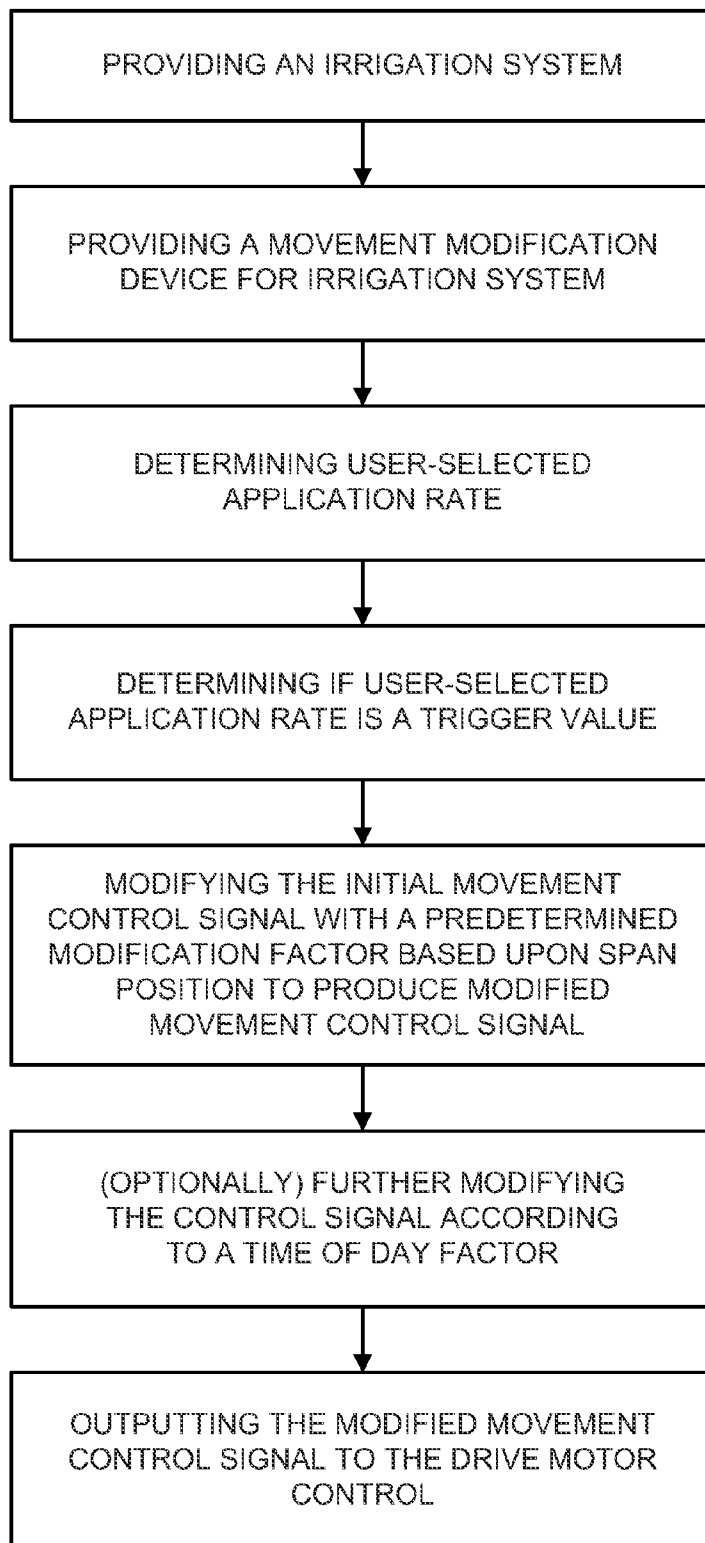 PROVIDING AN IRRIGATION SYSTEM
PROVIDING A MOVEMENT MODIFICATION
DEVICE FOR IRRIGATION SYSTEM
DETERMINING USER-SELECTED
APPLICATION RATE
DETERMINING IF USER-SELECTED
APPLICATION RATE IS A TRIGGER VALUE
MODIFYING THE INITIAL MOVEMENT
CONTROL SIGNAL WITH A PREDETERMINED
MODIFICATION FACTOR BASED UPON SPAN
POSITION TO PRODUCE MODIFIED
MOVEMENT CONTROL SIGNAL
(OPTIONALLY) FURTHER MODIFYING
THE CONTROL SIGNAL ACCORDING
TO A TIME OF DAY FACTOR
OUTPUTTING THE MODIFIED MOVEMENT
CONTROL SIGNAL TO THE DRIVE MOTOR
CONTROL